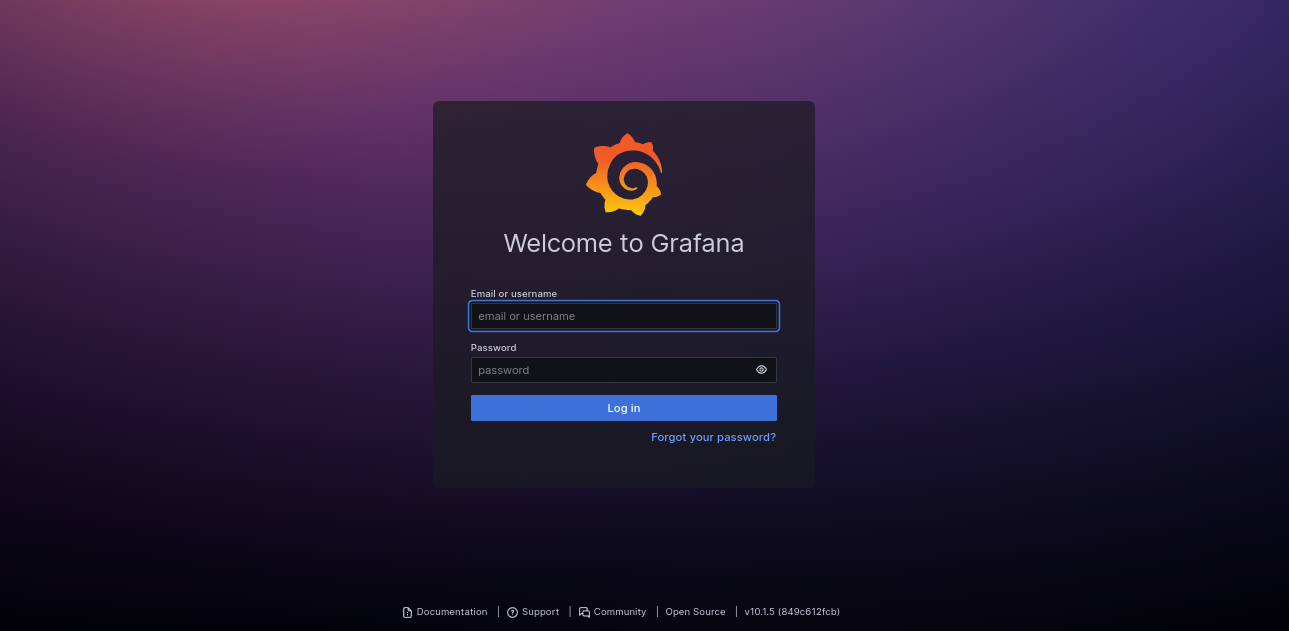 Welcome to Grafana
Email or username
email or username
Password
password
Log in
Forgot your password?
Documentation | Support | Community | Open Source | v10.1.5 (849c612fcb)